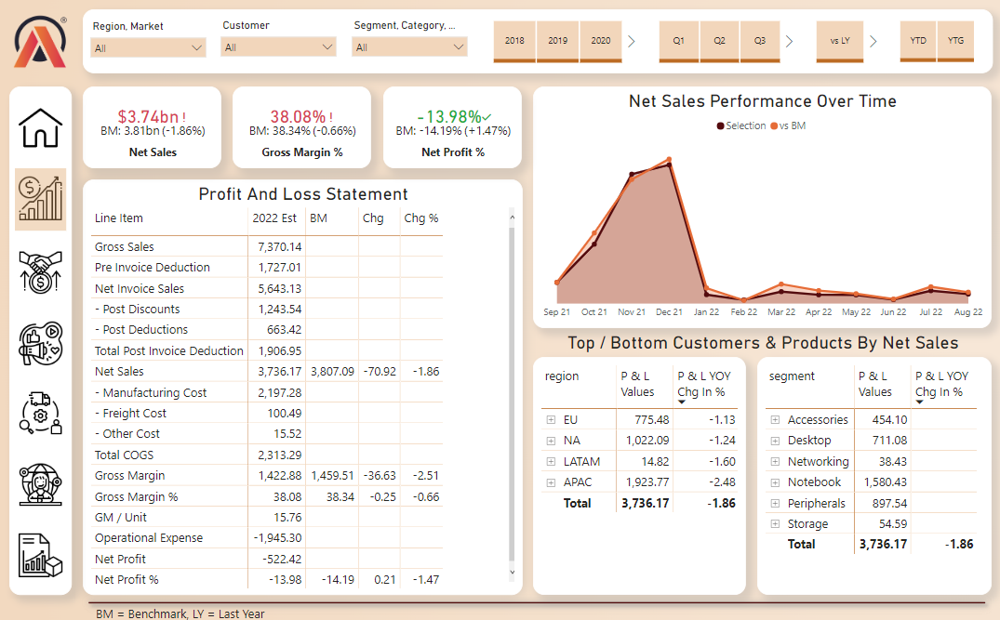 ®
Region, Market
All
Customer
All
Segment, Category, ...
All
2018 2019 2020
Q1 Q2 Q3
vs LY
YTD YTG
$3.74bn !
BM: 3.81bn (-1.86%)
Net Sales
38.08% !
BM: 38.34% (-0.66%)
Gross Margin %
-13.98%✓
BM: -14.19% (+1.47%)
Net Profit %
Profit And Loss Statement
Line Item 2022 Est BM Chg Chg %
Gross Sales 7,370.14
Pre Invoice Deduction 1,727.01
Net Invoice Sales 5,643.13
- Post Discounts 1,243.54
- Post Deductions 663.42
Total Post Invoice Deduction 1,906.95
Net Sales 3,736.17 3,807.09 -70.92 -1.86
- Manufacturing Cost 2,197.28
- Freight Cost 100.49
- Other Cost 15.52
Total COGS 2,313.29
Gross Margin 1,422.88 1,459.51 -36.63 -2.51
Gross Margin % 38.08 38.34 -0.25 -0.66
GM / Unit 15.76
Operational Expense -1,945.30
Net Profit -522.42
Net Profit % -13.98 -14.19 0.21 -1.47
Net Sales Performance Over Time
Selection vs BM
Sep 21 Oct 21 Nov 21 Dec 21 Jan 22 Feb 22 Mar 22 Apr 22 May 22 Jun 22 Jul 22 Aug 22
Top / Bottom Customers & Products By Net Sales
region P & L Values P & L YOY Chg In %
EU 775.48 -1.13
NA 1,022.09 -1.24
LATAM 14.82 -1.60
APAC 1,923.77 -2.48
Total 3,736.17 -1.86
segment P & L Values P & L YOY Chg In %
Accessories 454.10
Desktop 711.08
Networking 38.43
Notebook 1,580.43
Peripherals 897.54
Storage 54.59
Total 3,736.17 -1.86
BM = Benchmark, LY = Last Year